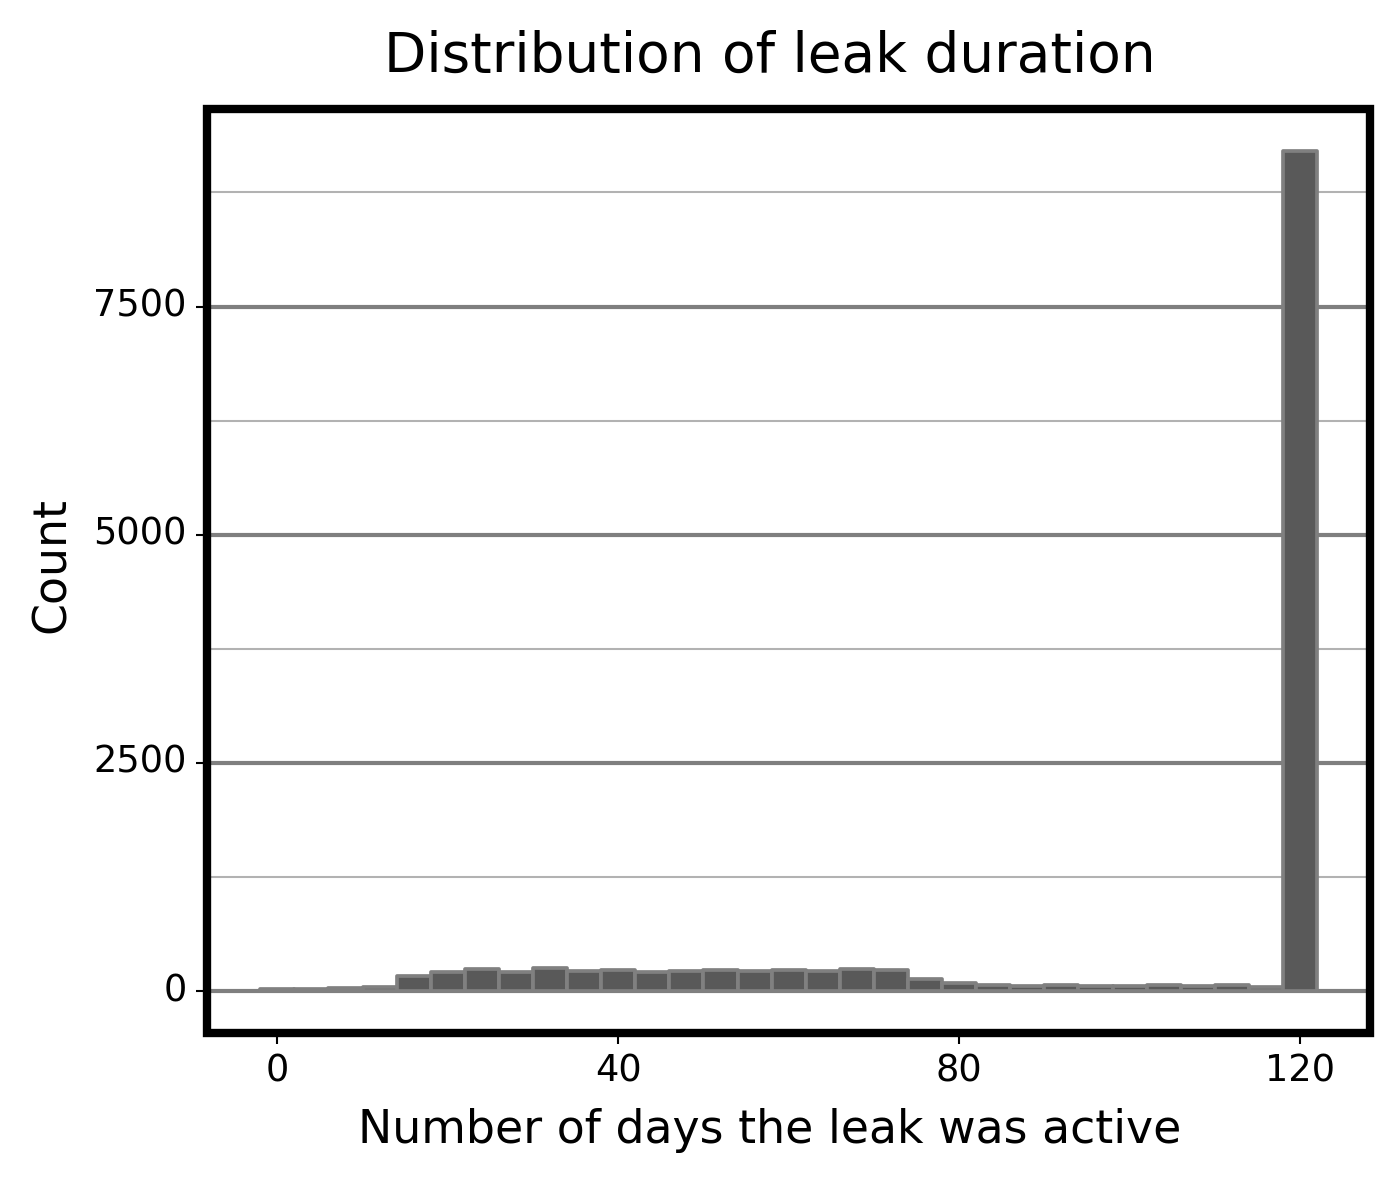 Distribution of leak duration
7500
5000
2500
0
Count
0 40 80 120
Number of days the leak was active